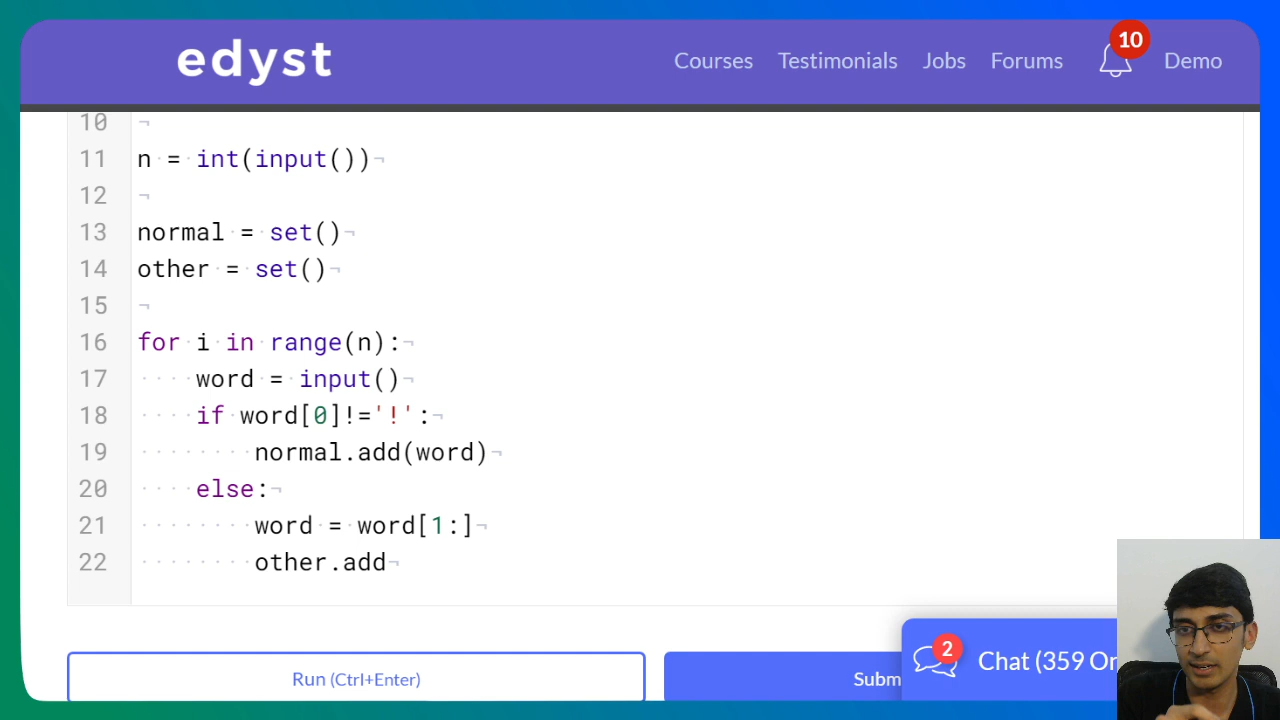 edyst
Courses Testimonials Jobs Forums 10 Demo
10
11 n = int(input())
12
13 normal = set()
14 other = set()
15
16 for i in range(n):
17 word = input()
18 if word[0]!='!':
19 normal.add(word)
20 else:
21 word = word[1:]
22 other.add
Run (Ctrl+Enter)
Subm
2 Chat (359 On